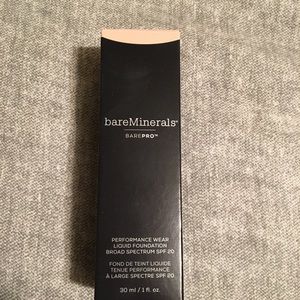 bareMinerals®
BAREPRO™
PERFORMANCE WEAR
LIQUID FOUNDATION
BROAD SPECTRUM SPF 20
FOND DE TEINT LIQUIDE
TENUE PERFORMANCE
À LARGE SPECTRE SPF 20
30 ml / 1 fl. oz.